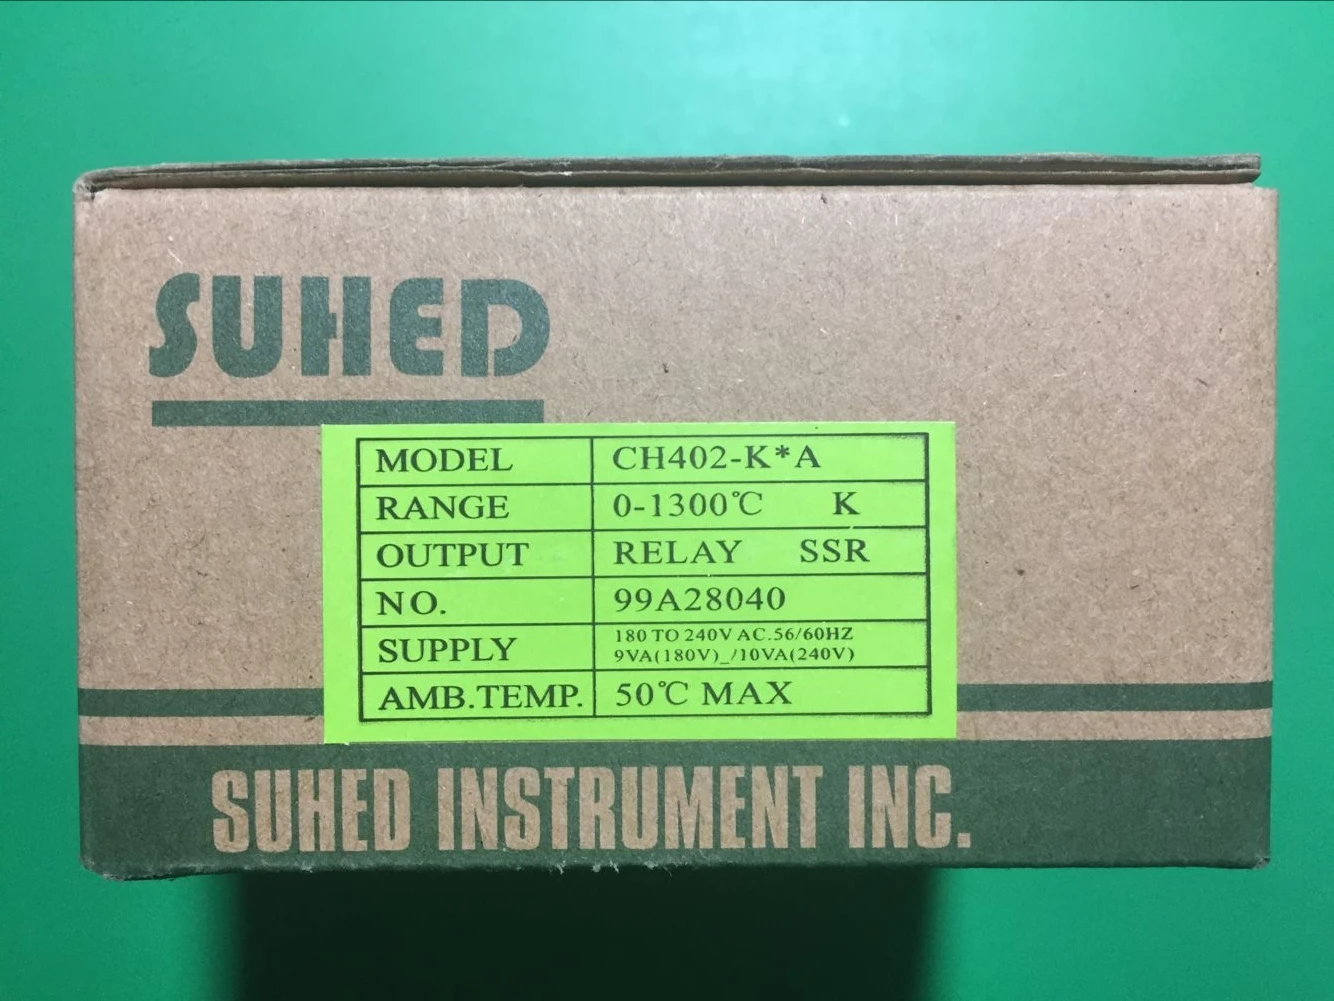 SUHED
MODEL CH402-K*A
RANGE 0-1300℃ K
OUTPUT RELAY SSR
NO. 99A28040
SUPPLY 180 TO 240V AC.56/60HZ
9VA(180V)_/10VA(240V)
AMB.TEMP. 50℃ MAX
SUHED INSTRUMENT INC.